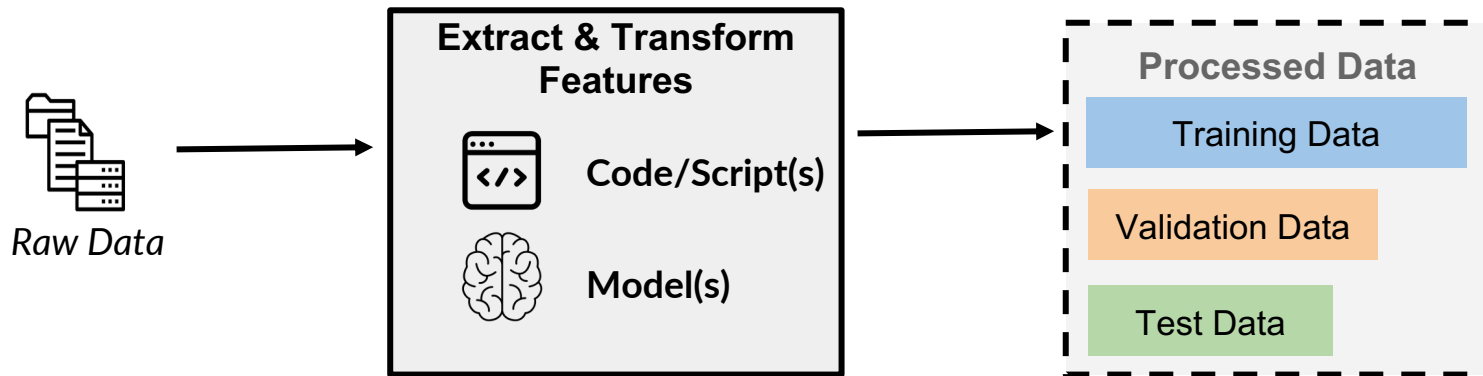 Raw Data
Extract & Transform
Features
</>
Code/Script(s)
Model(s)
Processed Data
Training Data
Validation Data
Test Data